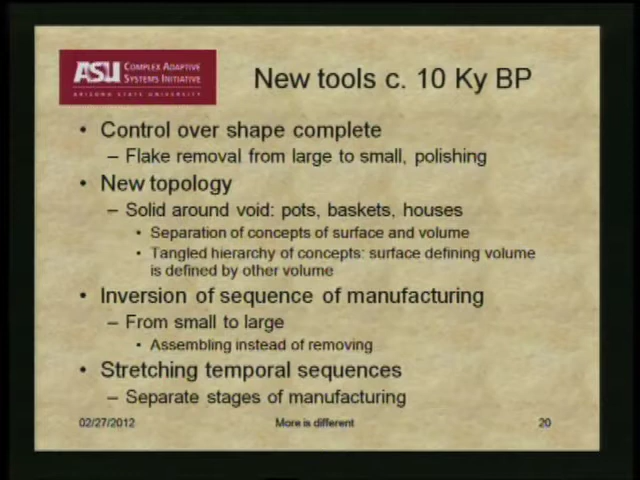 ASU COMPLEX ADAPTIVE
SYSTEMS INITIATIVE
ARIZONA STATE UNIVERSITY
New tools c. 10 Ky BP
• Control over shape complete
– Flake removal from large to small, polishing
• New topology
– Solid around void: pots, baskets, houses
• Separation of concepts of surface and volume
• Tangled hierarchy of concepts: surface defining volume
is defined by other volume
• Inversion of sequence of manufacturing
– From small to large
• Assembling instead of removing
• Stretching temporal sequences
– Separate stages of manufacturing
02/27/2012 More is different 20